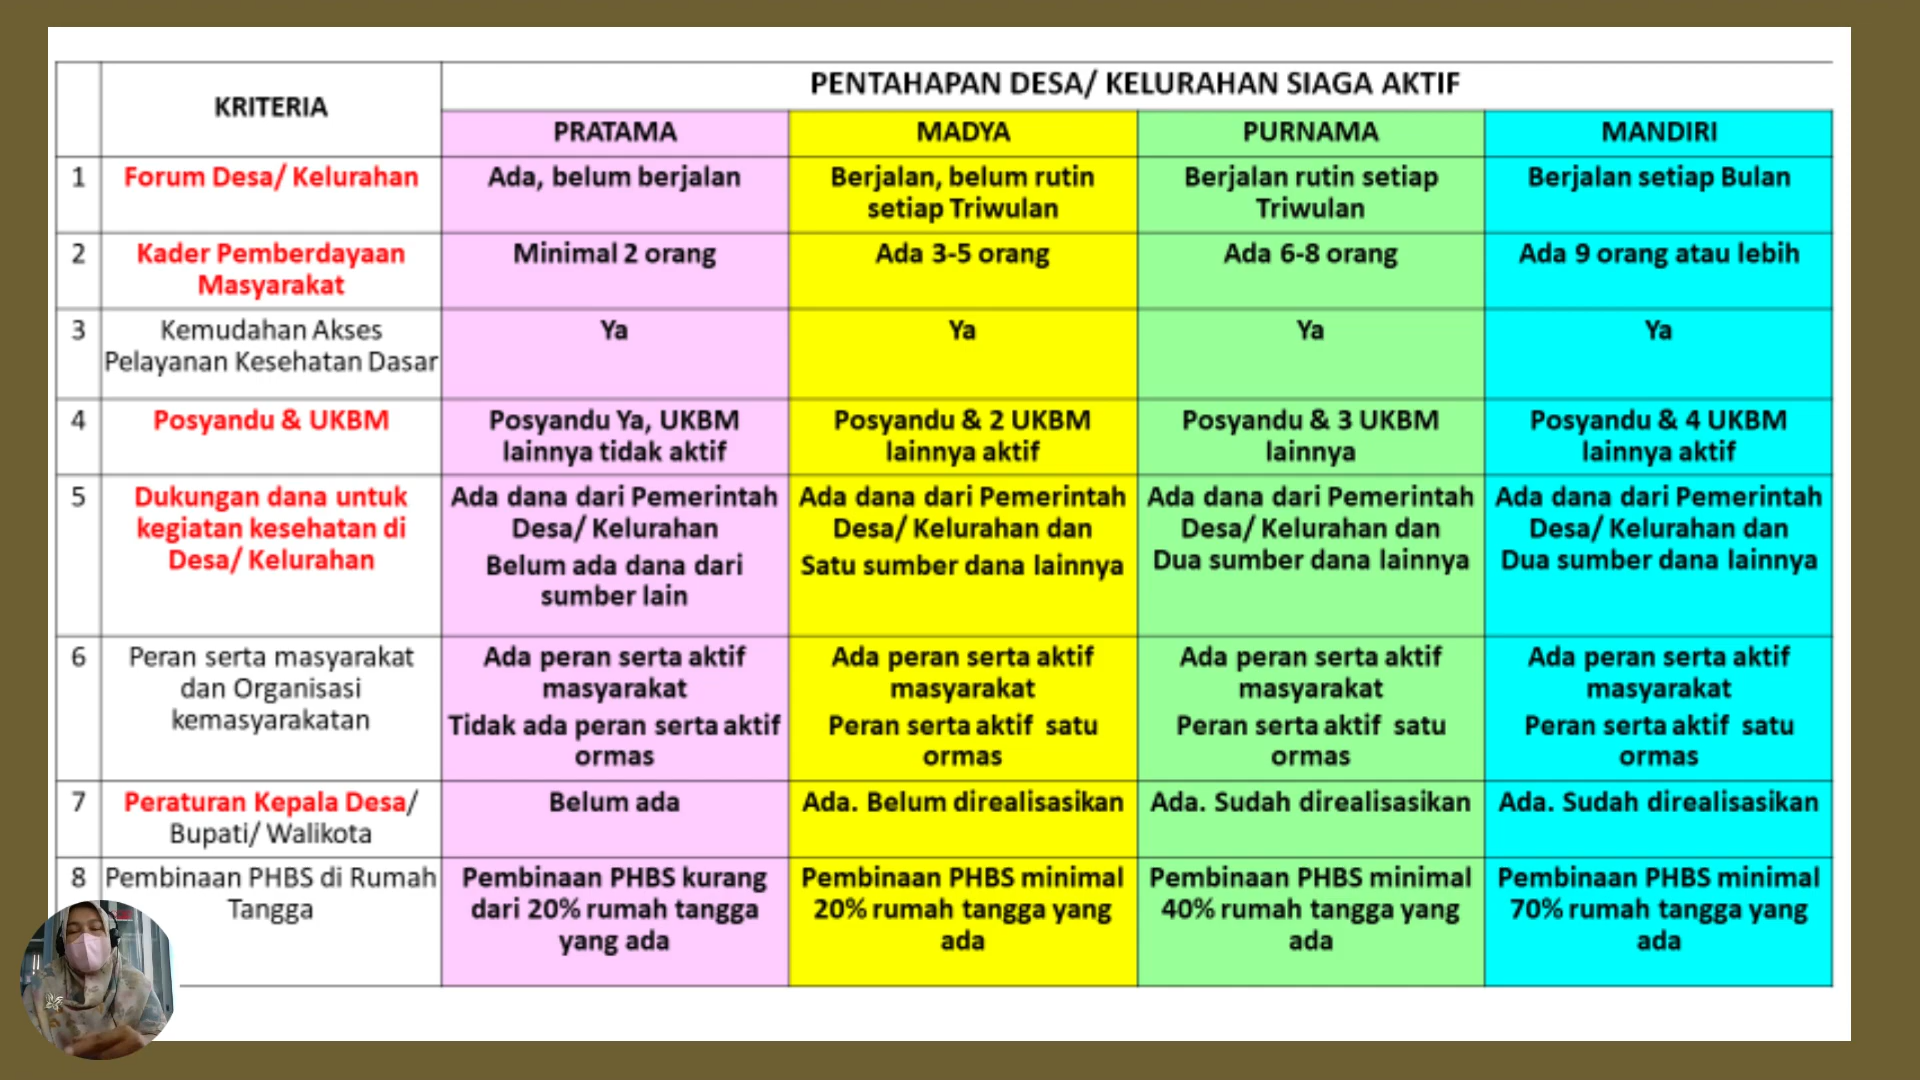 KRITERIA
PENTAHAPAN DESA/ KELURAHAN SIAGA AKTIF
PRATAMA
MADYA
PURNAMA
MANDIRI
1
Forum Desa/ Kelurahan
Ada, belum berjalan
Berjalan, belum rutin
setiap Triwulan
Berjalan rutin setiap
Triwulan
Berjalan setiap Bulan
2
Kader Pemberdayaan
Masyarakat
Minimal 2 orang
Ada 3-5 orang
Ada 6-8 orang
Ada 9 orang atau lebih
3
Kemudahan Akses
Pelayanan Kesehatan Dasar
Ya
Ya
Ya
Ya
4
Posyandu & UKBM
Posyandu Ya, UKBM
lainnya tidak aktif
Posyandu & 2 UKBM
lainnya aktif
Posyandu & 3 UKBM
lainnya
Posyandu & 4 UKBM
lainnya aktif
5
Dukungan dana untuk
kegiatan kesehatan di
Desa/ Kelurahan
Ada dana dari Pemerintah
Desa/ Kelurahan
Belum ada dana dari
sumber lain
Ada dana dari Pemerintah
Desa/ Kelurahan dan
Satu sumber dana lainnya
Ada dana dari Pemerintah
Desa/ Kelurahan dan
Dua sumber dana lainnya
Ada dana dari Pemerintah
Desa/ Kelurahan dan
Dua sumber dana lainnya
6
Peran serta masyarakat
dan Organisasi
kemasyarakatan
Ada peran serta aktif
masyarakat
Tidak ada peran serta aktif
ormas
Ada peran serta aktif
masyarakat
Peran serta aktif satu
ormas
Ada peran serta aktif
masyarakat
Peran serta aktif satu
ormas
Ada peran serta aktif
masyarakat
Peran serta aktif satu
ormas
7
Peraturan Kepala Desa/
Bupati/ Walikota
Belum ada
Ada. Belum direalisasikan
Ada. Sudah direalisasikan
Ada. Sudah direalisasikan
8
Pembinaan PHBS di Rumah
Tangga
Pembinaan PHBS kurang
dari 20% rumah tangga
yang ada
Pembinaan PHBS minimal
20% rumah tangga yang
ada
Pembinaan PHBS minimal
40% rumah tangga yang
ada
Pembinaan PHBS minimal
70% rumah tangga yang
ada